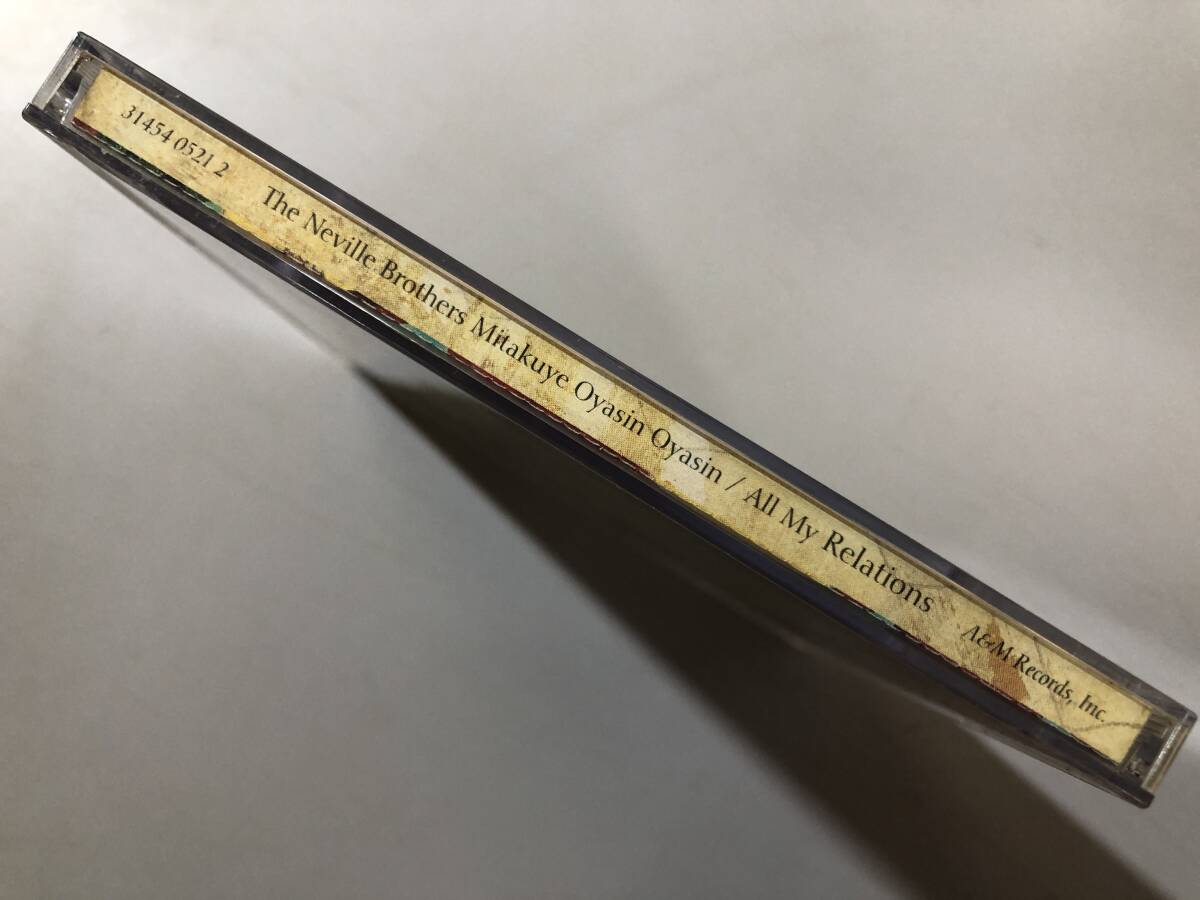 31454 0521 2 The Neville Brothers Mitakuye Oyasin Oyasin / All My Relations A&M Records, Inc.